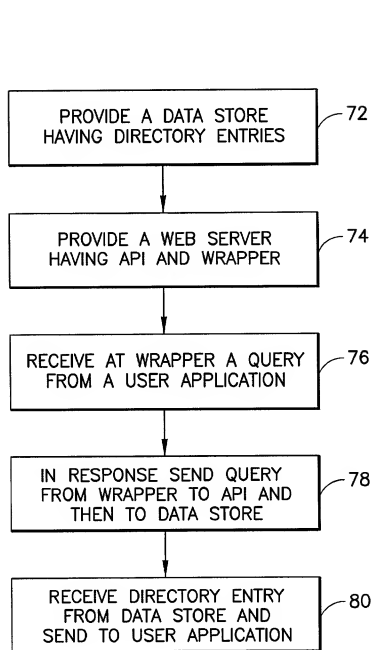 PROVIDE A DATA STORE
HAVING DIRECTORY ENTRIES
72
PROVIDE A WEB SERVER
HAVING API AND WRAPPER
74
RECEIVE AT WRAPPER A QUERY
FROM A USER APPLICATION
76
IN RESPONSE SEND QUERY
FROM WRAPPER TO API AND
THEN TO DATA STORE
78
RECEIVE DIRECTORY ENTRY
FROM DATA STORE AND
SEND TO USER APPLICATION
80